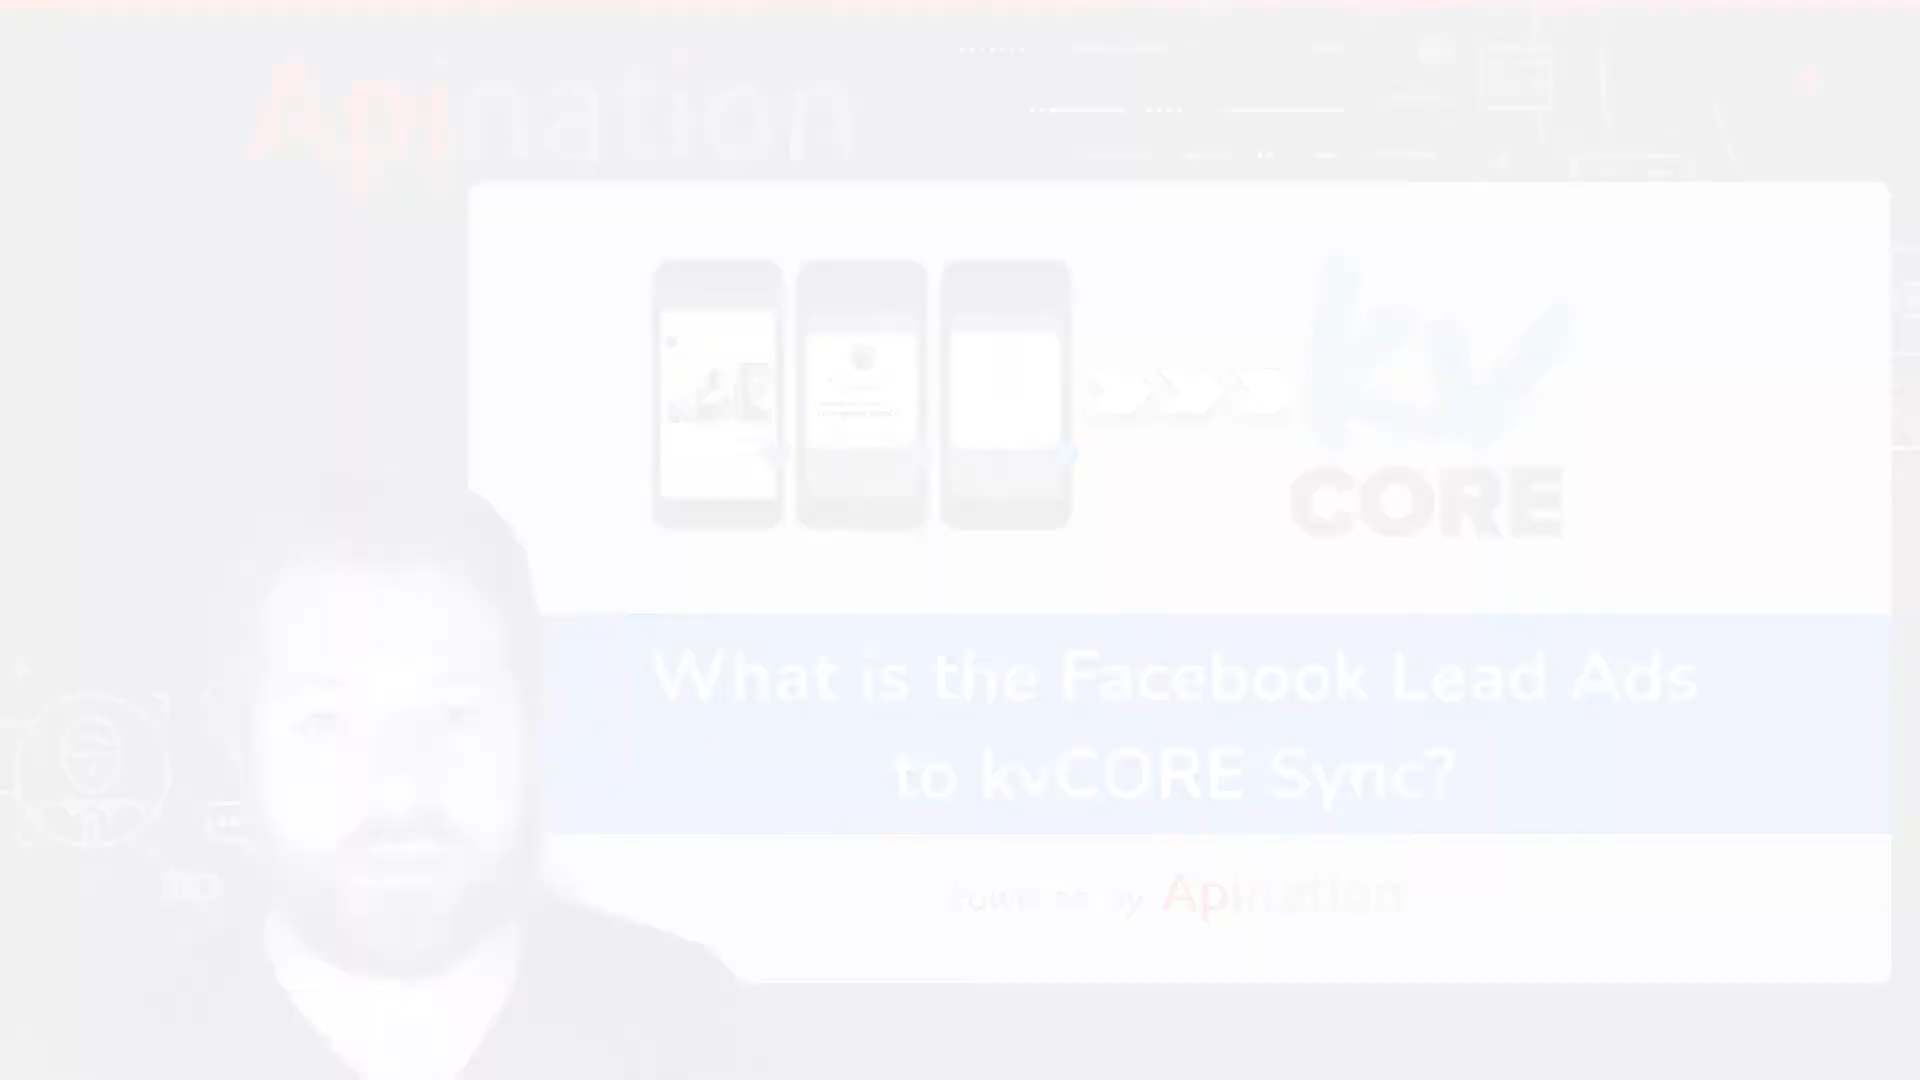 Apination
kv
CORE
What is the Facebook Lead Ads
to kvCORE Sync?
Powered by Apination